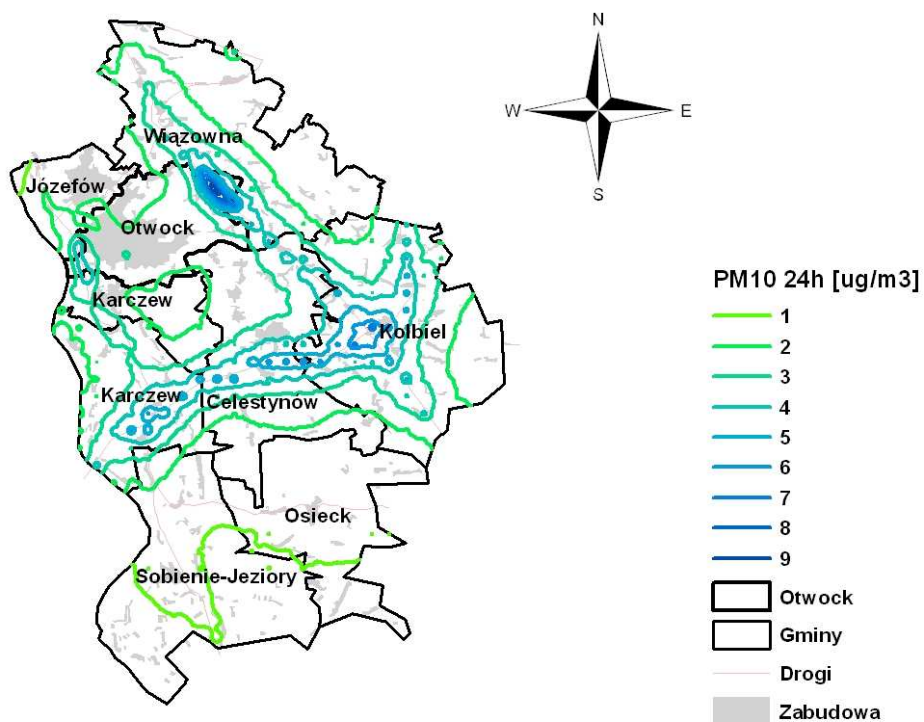 N
W E
S
Wiązowna
Józefów
Otwock
Karczew
Kołbiel
Karczew
Celestynów
Osieck
Sobienie-Jeziory
PM10 24h [ug/m3]
1
2
3
4
5
6
7
8
9
Otwock
Gminy
Drogi
Zabudowa